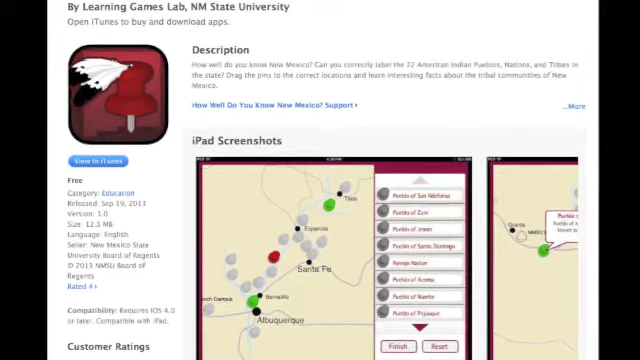 By Learning Games Lab, NM State University
Open iTunes to buy and download apps.
Description
How well do you know New Mexico? Can you correctly label the 22 American Indian Pueblos, Nations, and Tribes in
the state? Drag the pins to the correct locations and learn interesting facts about the tribal communities of New
Mexico.
How Well Do You Know New Mexico? Support
...More
View In iTunes
Free
Category: Education
Released: Sep 19, 2013
Version: 1.0
Size: 12.3 MB
Language: English
Seller: New Mexico State
University Board of Regents
© 2013 NMSU Board of
Regents
Rated 4+
Compatibility: Requires iOS 4.0
or later. Compatible with iPad.
Customer Ratings
iPad Screenshots
Taos
Española
Santa Fe
Bernalillo
Albuquerque
Pueblo of San Ildefonso
Pueblo of Zuni
Pueblo of Jemez
Pueblo of Santo Domingo
Navajo Nation
Pueblo of Acoma
Pueblo of Nambe
Pueblo of Pojoaque
Finish
Reset
Grants